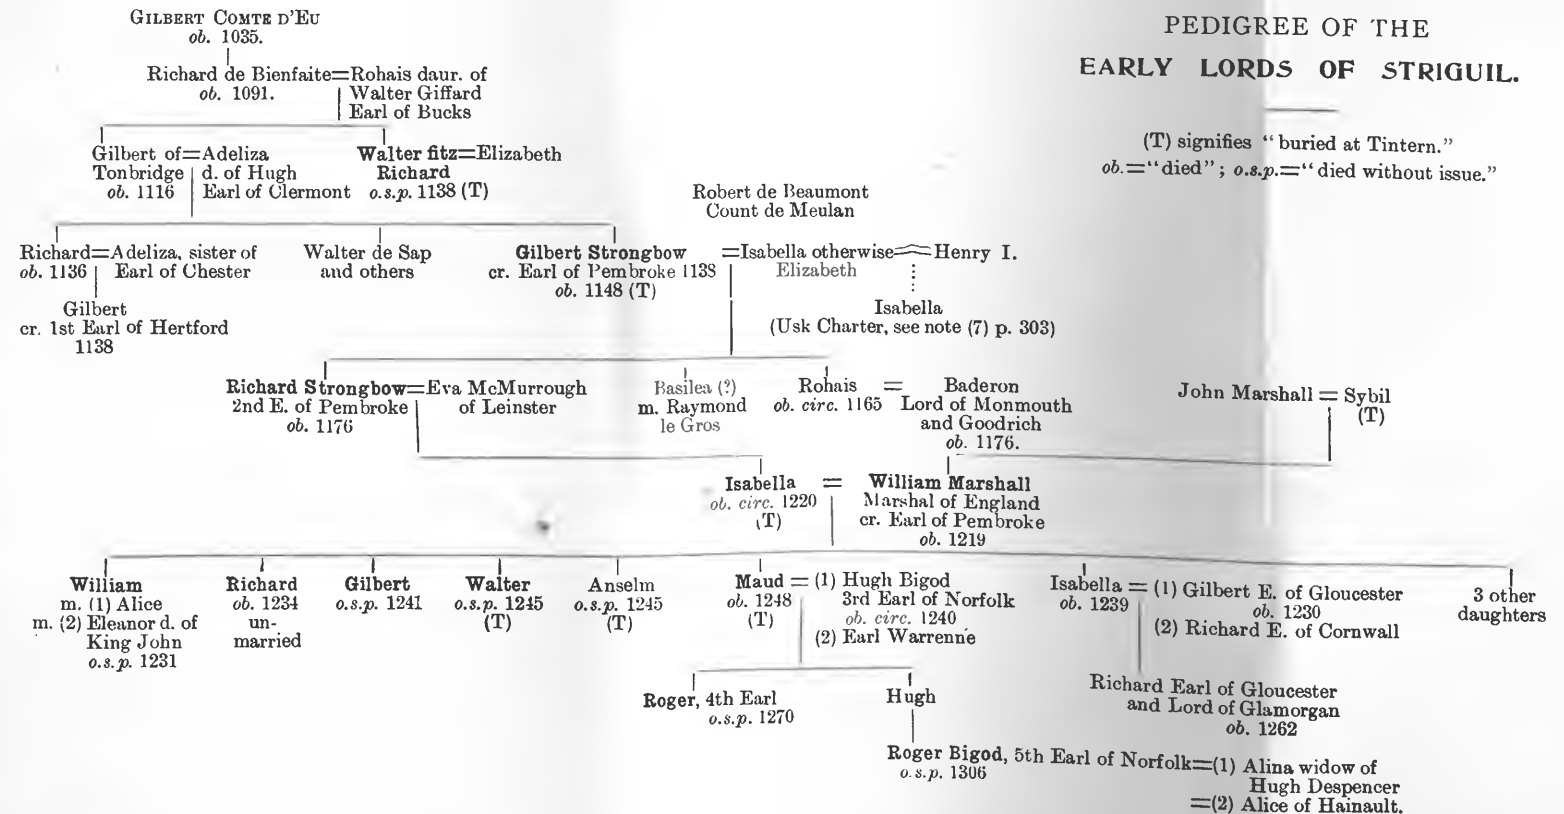 PEDIGREE OF THE
EARLY LORDS OF STRIGUIL.
(T) signifies “buried at Tintern.”
ob.=“died”; o.s.p.=“died without issue.”
GILBERT COMTE D'EU
ob. 1035.
Richard de Bienfaite=Rohais daur. of
ob. 1091.
Walter Giffard
Earl of Bucks
Gilbert of=Adeliza
Tonbridge
ob. 1116
d. of Hugh
Earl of Clermont
Walter fitz=Elizabeth
Richard
o.s.p. 1138 (T)
Robert de Beaumont
Count de Meulan
Richard=Adeliza, sister of
ob. 1136
Earl of Chester
Walter de Sap
and others
Gilbert Strongbow
cr. Earl of Pembroke 1138
ob. 1148 (T)
=Isabella otherwise
Elizabeth
Henry I.
Gilbert
cr. 1st Earl of Hertford
1138
Isabella
(Usk Charter, see note (7) p. 303)
Richard Strongbow=Eva McMurrough
2nd E. of Pembroke
ob. 1176
of Leinster
Basilea (?)
m. Raymond
le Gros
Rohais =
ob. circ. 1165
Baderon
Lord of Monmouth
and Goodrich
ob. 1176.
John Marshall = Sybil
(T)
Isabella =
ob. circ. 1220
(T)
William Marshall
Marshal of England
cr. Earl of Pembroke
ob. 1219
William
m. (1) Alice
m. (2) Eleanor d. of
King John
o.s.p. 1231
Richard
ob. 1234
un-
married
Gilbert
o.s.p. 1241
Walter
o.s.p. 1245
(T)
Anselm
o.s.p. 1245
(T)
Maud =
ob. 1248
(T)
(1) Hugh Bigod
3rd Earl of Norfolk
ob. circ. 1240
(2) Earl Warrenne
Isabella =
ob. 1239
(1) Gilbert E. of Gloucester
ob. 1230
(2) Richard E. of Cornwall
3 other
daughters
Roger, 4th Earl
o.s.p. 1270
Hugh
Richard Earl of Gloucester
and Lord of Glamorgan
ob. 1262
Roger Bigod, 5th Earl of Norfolk=(1) Alina widow of
o.s.p. 1306
Hugh Despencer
=(2) Alice of Hainault.